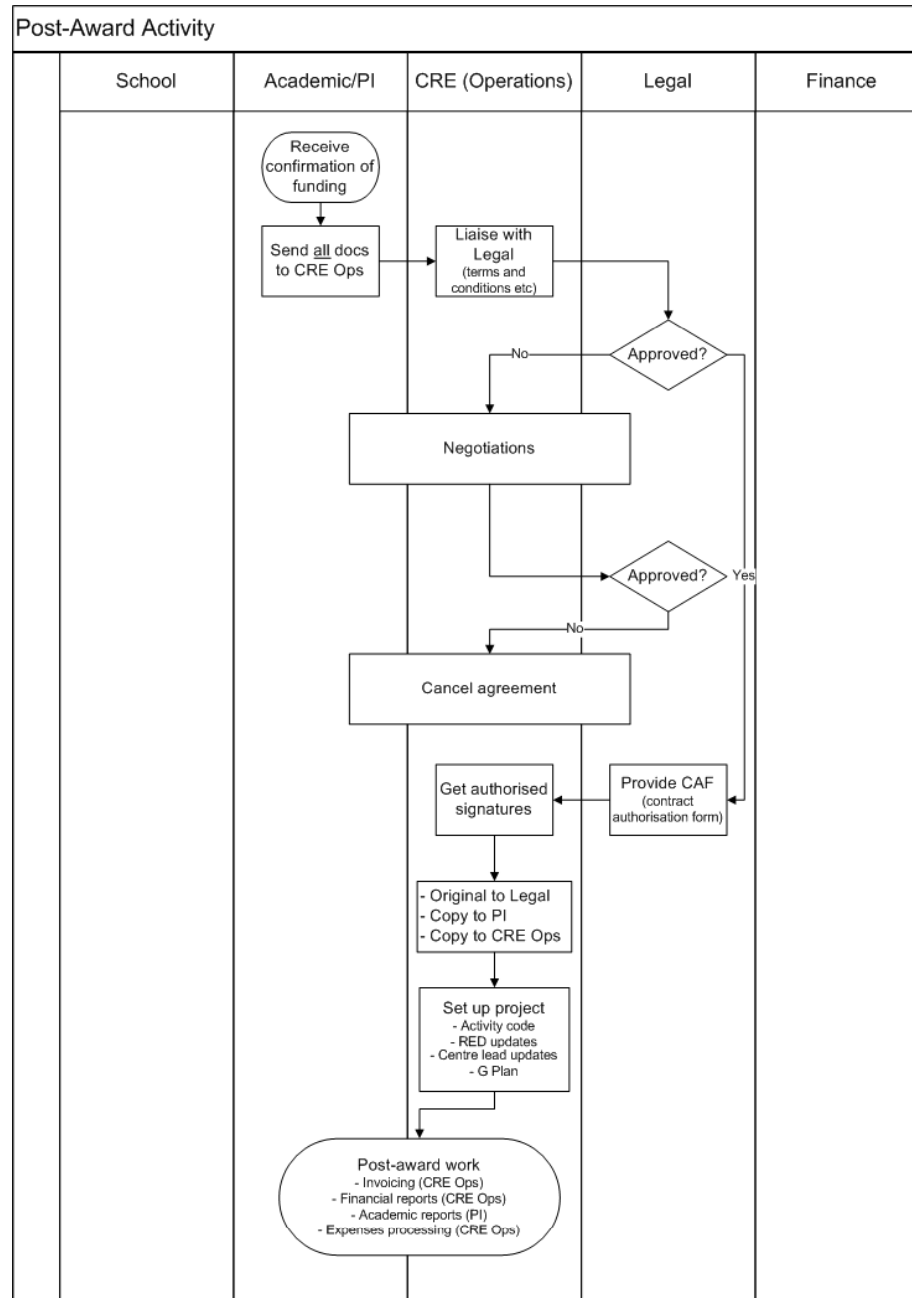 Post-Award Activity
School
Academic/PI
CRE (Operations)
Legal
Finance
Receive
confirmation of
funding
Send all docs
to CRE Ops
Liaise with
Legal
(terms and
conditions etc)
Approved?
No
Negotiations
Approved?
Yes
No
Cancel agreement
Get authorised
signatures
Provide CAF
(contract
authorisation form)
- Original to Legal
- Copy to PI
- Copy to CRE Ops
Set up project
- Activity code
- RED updates
- Centre lead updates
- G Plan
Post-award work
- Invoicing (CRE Ops)
- Financial reports (CRE Ops)
- Academic reports (PI)
- Expenses processing (CRE Ops)